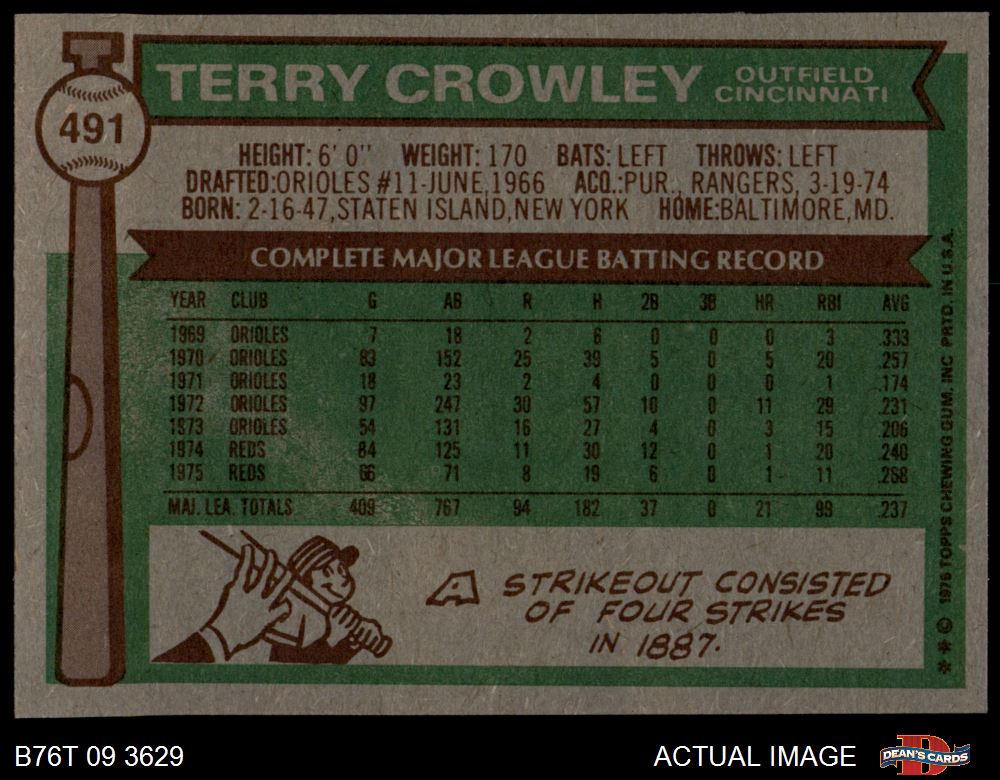 491
TERRY CROWLEY
OUTFIELD
CINCINNATI
HEIGHT: 6' 0" WEIGHT: 170 BATS: LEFT THROWS: LEFT
DRAFTED:ORIOLES #11-JUNE,1966 ACQ.:PUR., RANGERS, 3-19-74
BORN: 2-16-47,STATEN ISLAND,NEW YORK HOME:BALTIMORE,MD.
COMPLETE MAJOR LEAGUE BATTING RECORD
YEAR CLUB G AB R H 2B 3B HR RBI AVG
1969 ORIOLES 7 18 2 6 0 0 0 3 .333
1970 ORIOLES 83 152 25 39 5 0 5 20 .257
1971 ORIOLES 18 23 2 4 0 0 0 1 .174
1972 ORIOLES 97 247 30 57 10 0 11 29 .231
1973 ORIOLES 54 131 16 27 4 0 3 15 .206
1974 REDS 84 125 11 30 12 0 1 20 .240
1975 REDS 66 71 8 19 6 0 1 11 .268
MAJ. LEA. TOTALS 409 767 94 182 37 0 21 99 .237
A STRIKEOUT CONSISTED
OF FOUR STRIKES
IN 1887.
** © 1976 TOPPS CHEWING GUM, INC PRTD. IN U.S.A.
B76T 09 3629
ACTUAL IMAGE
D
DEAN'S CARDS